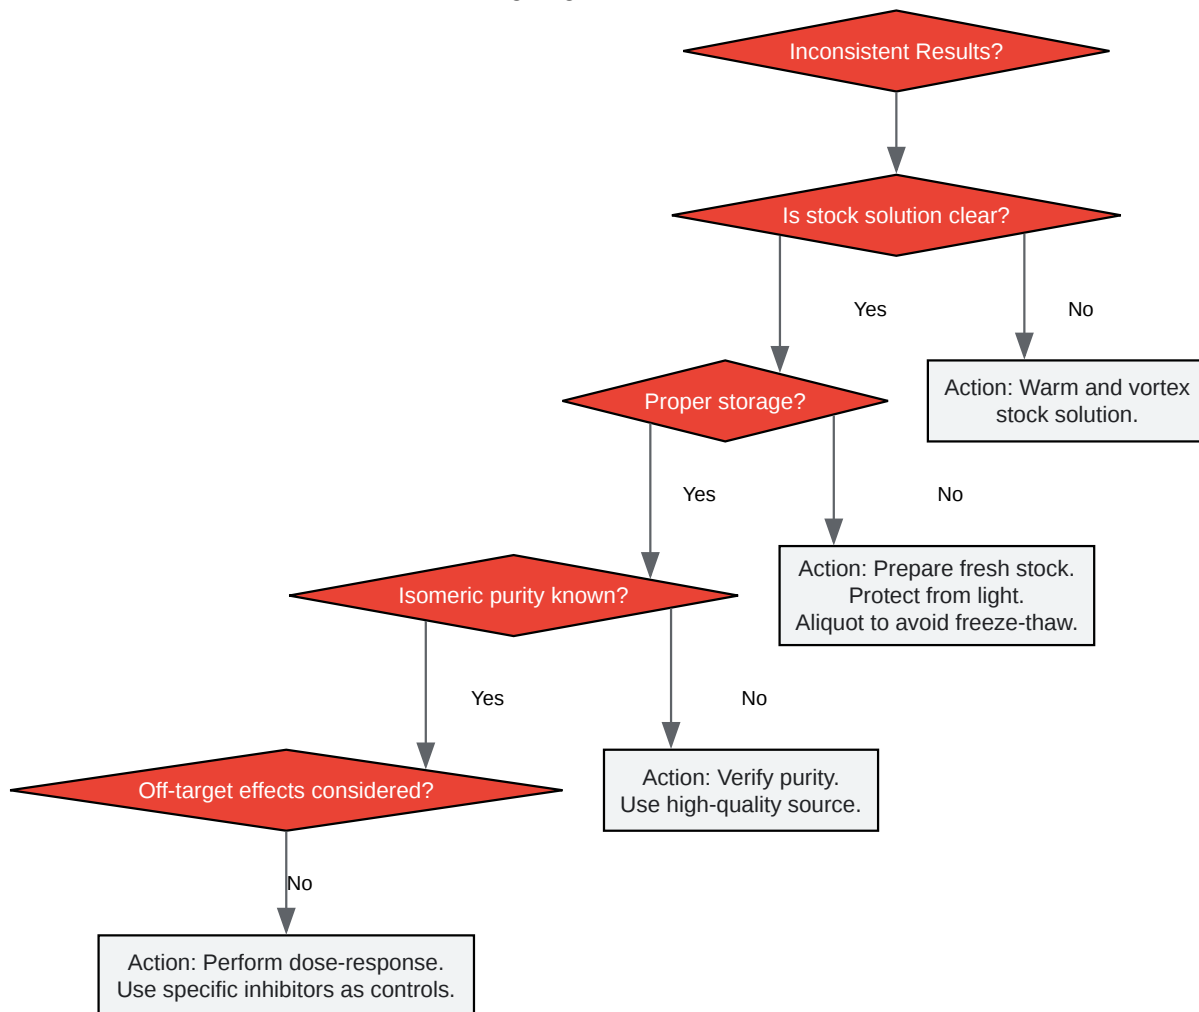 Inconsistent Results?
Is stock solution clear?
Yes
No
Proper storage?
Action: Warm and vortex
stock solution.
Yes
No
Isomeric purity known?
Action: Prepare fresh stock.
Protect from light.
Aliquot to avoid freeze-thaw.
Yes
No
Off-target effects considered?
Action: Verify purity.
Use high-quality source.
No
Action: Perform dose-response.
Use specific inhibitors as controls.